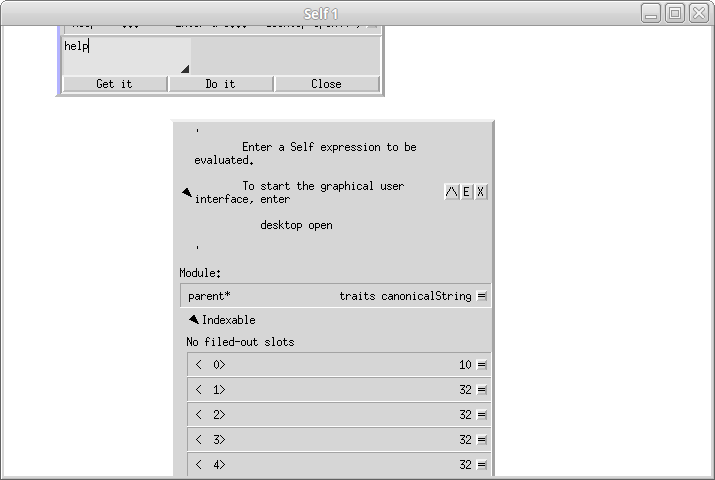 Self 1
help
Get it Do it Close
'
Enter a Self expression to be
evaluated.
To start the graphical user
interface, enter
/\ E X
desktop open
'
Module:
parent* traits canonicalString
Indexable
No filed-out slots
< 0> 10
< 1> 32
< 2> 32
< 3> 32
< 4> 32